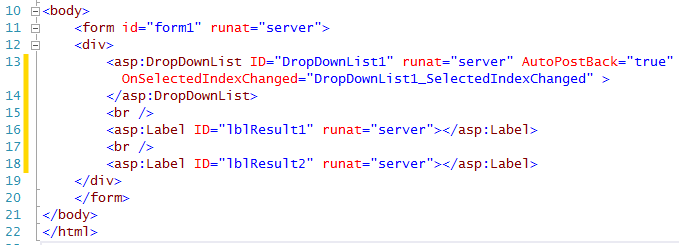 10 <body>
11 <form id="form1" runat="server">
12 <div>
13 <asp:DropDownList ID="DropDownList1" runat="server" AutoPostBack="true"
OnSelectedIndexChanged="DropDownList1_SelectedIndexChanged" >
14 </asp:DropDownList>
15 <br />
16 <asp:Label ID="lblResult1" runat="server"></asp:Label>
17 <br />
18 <asp:Label ID="lblResult2" runat="server"></asp:Label>
19 </div>
20 </form>
21 </body>
22 </html>